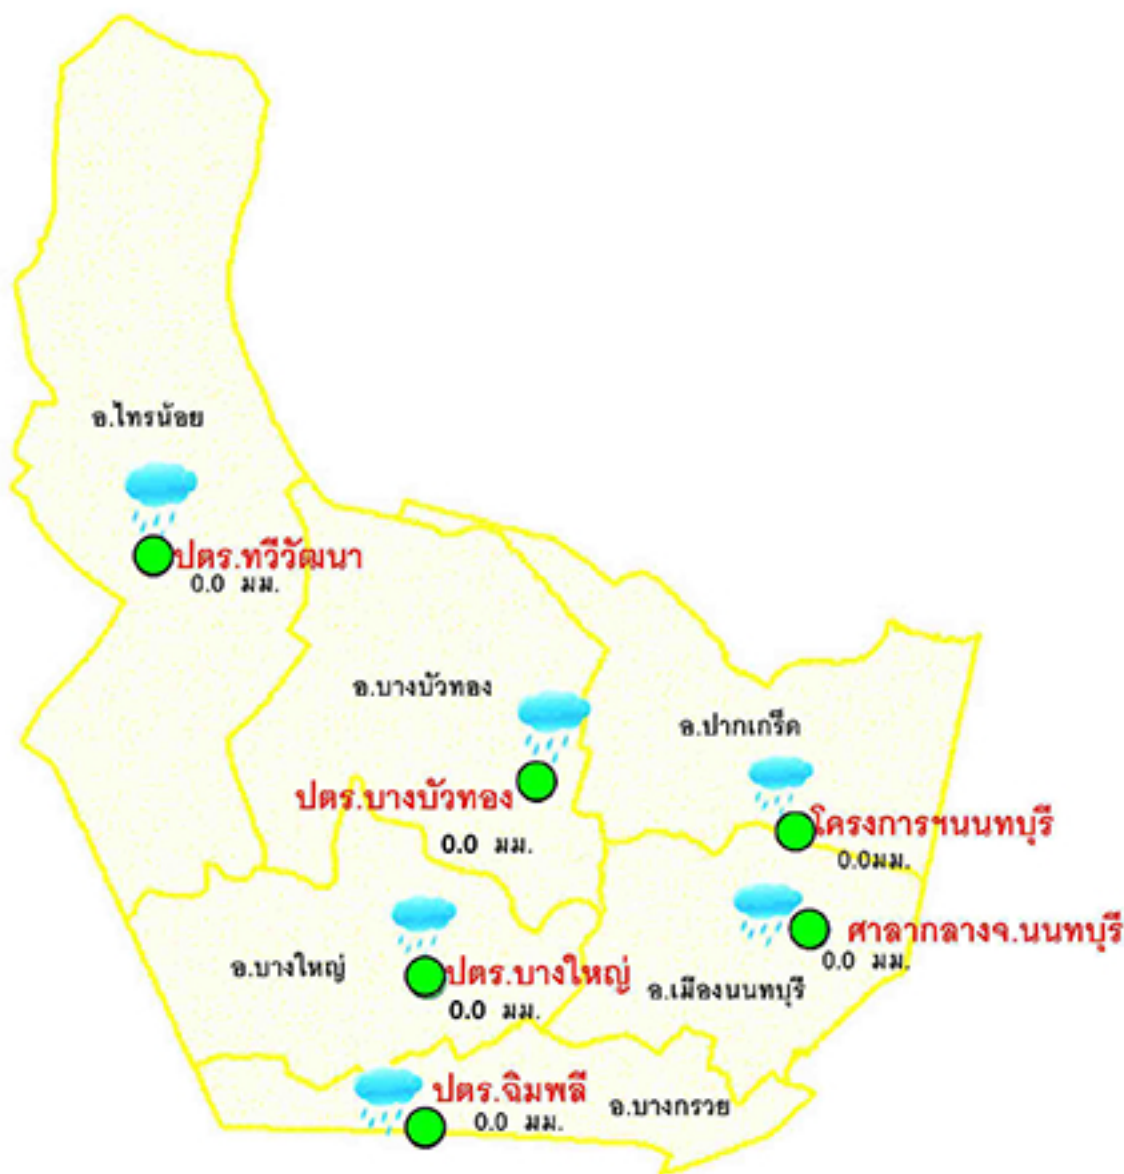 อ.ไทรน้อย
ปตร.ทวีวัฒนา
0.0 มม.
อ.บางบัวทอง
อ.ปากเกร็ด
ปตร.บางบัวทอง
0.0 มม.
โครงการฯนนทบุรี
0.0มม.
ศาลากลางจ.นนทบุรี
0.0 มม.
อ.บางใหญ่
ปตร.บางใหญ่
0.0 มม.
อ.เมืองนนทบุรี
ปตร.ฉิมพลี
0.0 มม.
อ.บางกรวย